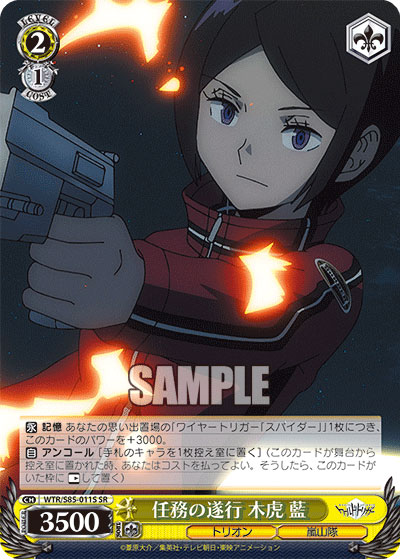 LEVEL
2
1
COST
SAMPLE
永 記憶 あなたの思い出置場の「ワイヤートリガー「スパイダー」」1枚につき、
このカードのパワーを+3000。
自 アンコール [手札のキャラを1枚控え室に置く] (このカードが舞台から
控え室に置かれた時、あなたはコストを払ってよい。そうしたら、このカードが
いた枠に置く)
CH WTR/S85-011S SR
任務の遂行 木虎 藍
POWER
3500
SOUL
トリオン
嵐山隊
©葦原大介/集英社・テレビ朝日・東映アニメーション